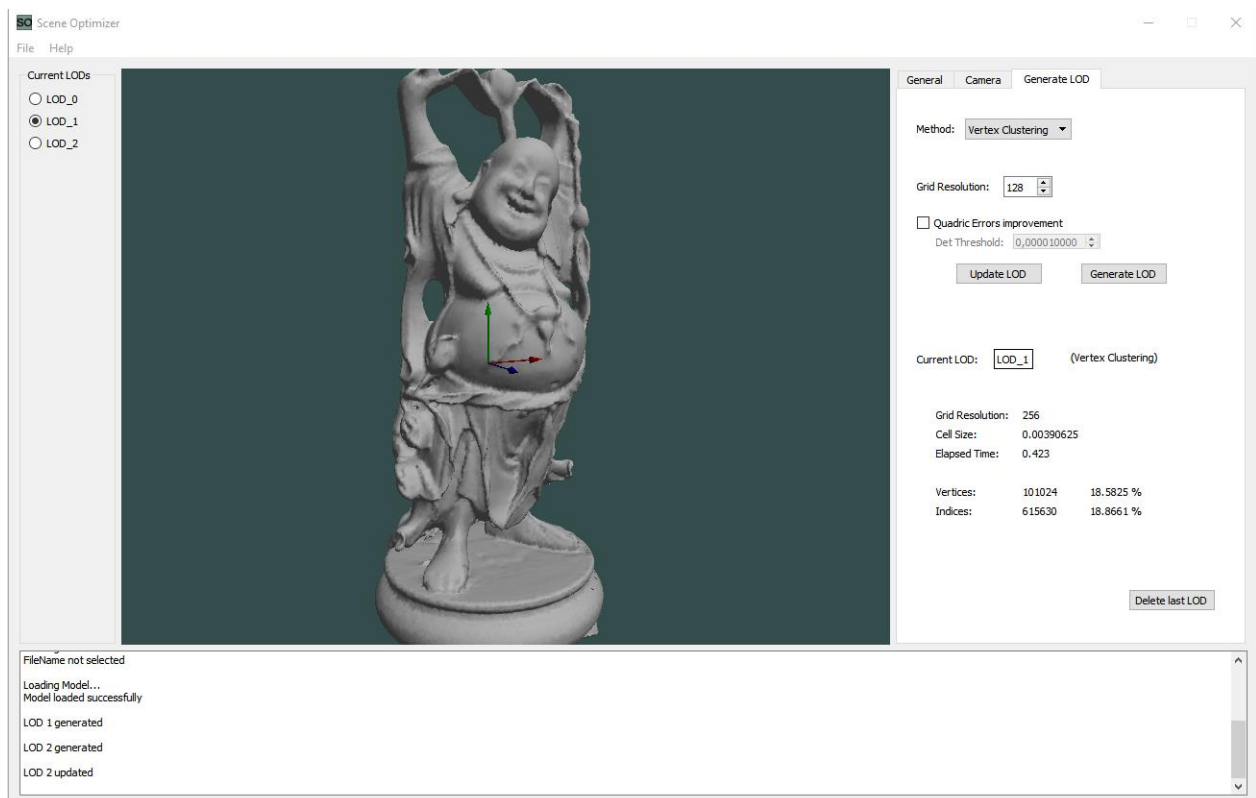 SO Scene Optimizer
File Help
Current LODs
LOD_0
LOD_1
LOD_2
General Camera Generate LOD
Method: Vertex Clustering
Grid Resolution: 128
Quadric Errors improvement
Det Threshold: 0,000010000
Update LOD Generate LOD
Current LOD: LOD_1 (Vertex Clustering)
Grid Resolution: 256
Cell Size: 0.00390625
Elapsed Time: 0.423
Vertices: 101024 18.5825 %
Indices: 615630 18.8661 %
Delete last LOD
FileName not selected
Loading Model...
Model loaded successfully
LOD 1 generated
LOD 2 generated
LOD 2 updated